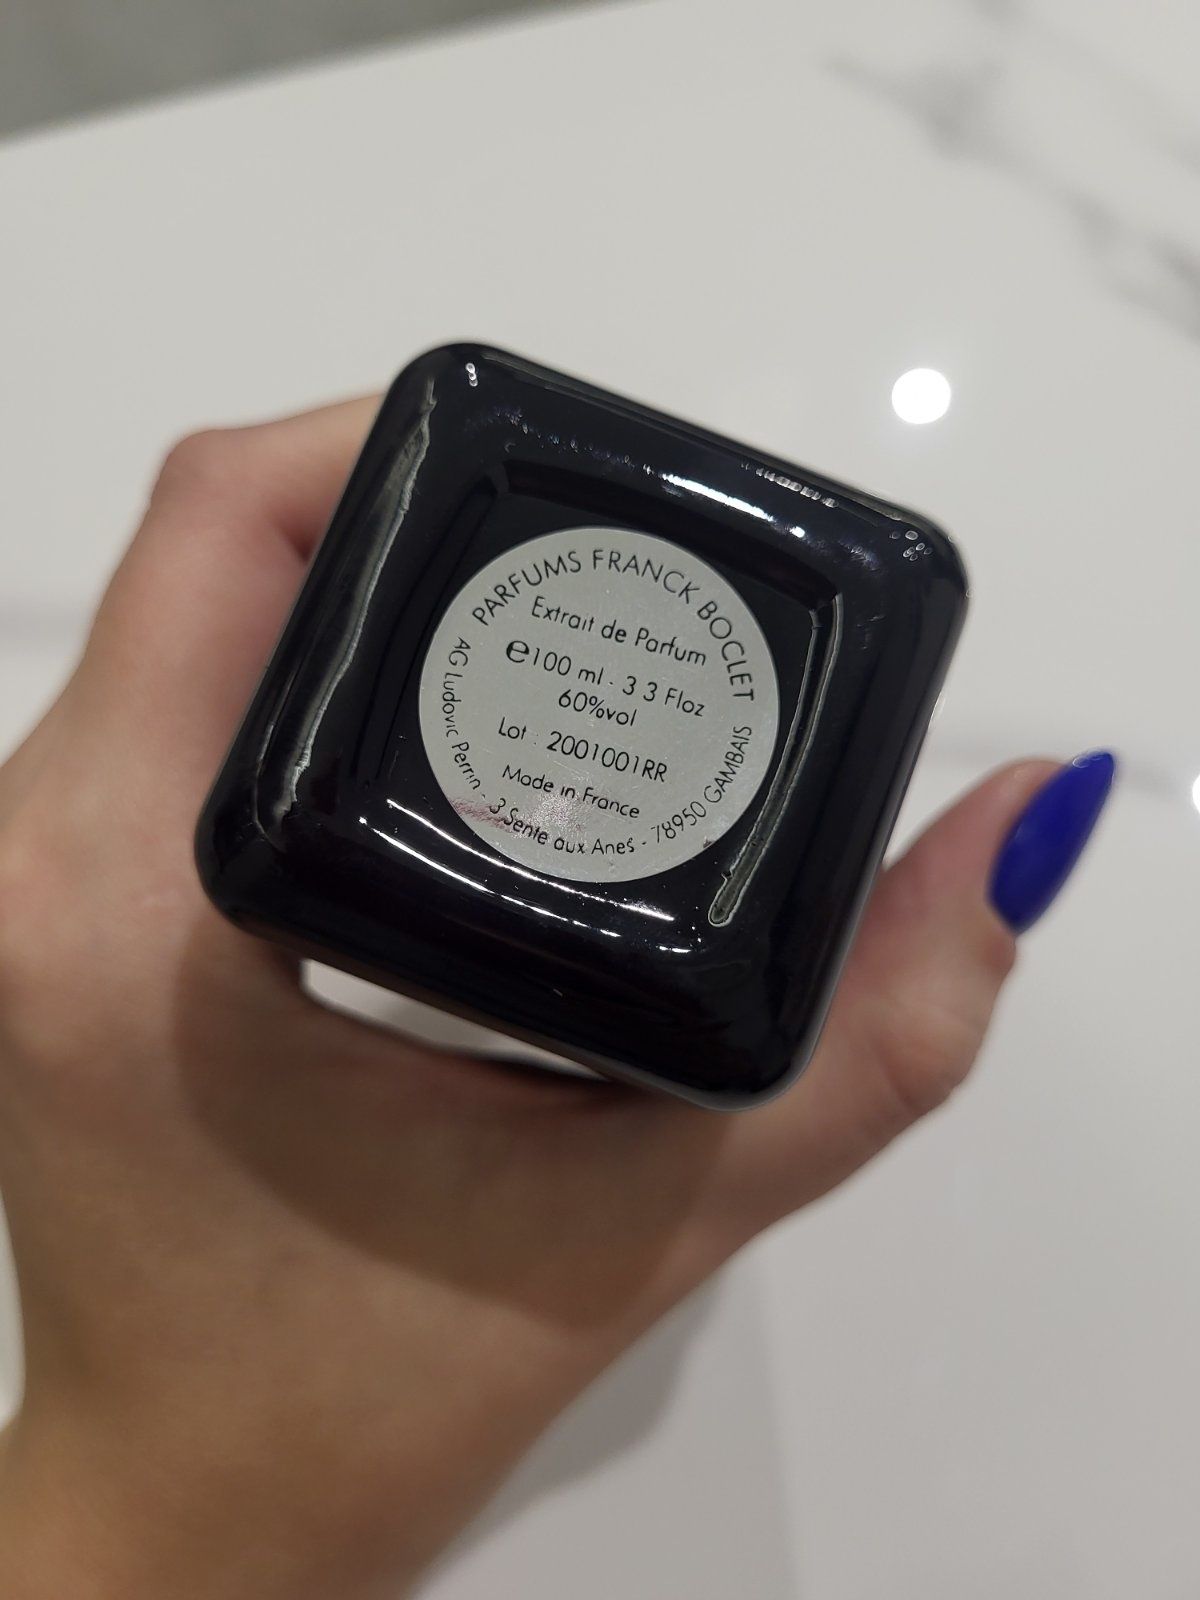 PARFUMS FRANCK BOCLET
Extrait de Parfum
℮100 ml . 3 3 Floz
60%vol
Lot : 2001001RR
Made in France
AG Ludovic Perrin - 3 Sente aux Anes - 78950 GAMBAIS